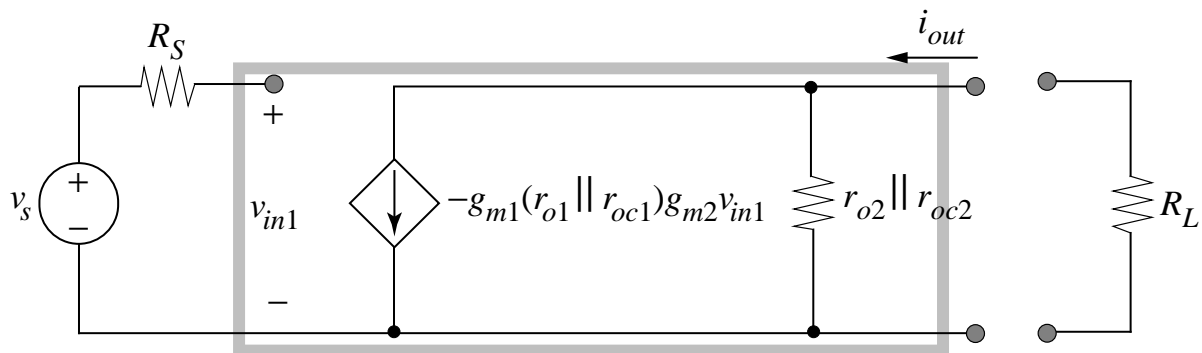 R_S
i_out
+
v_s
+
−
v_in1
−
−g_m1(r_o1 || r_oc1)g_m2v_in1
r_o2 || r_oc2
R_L